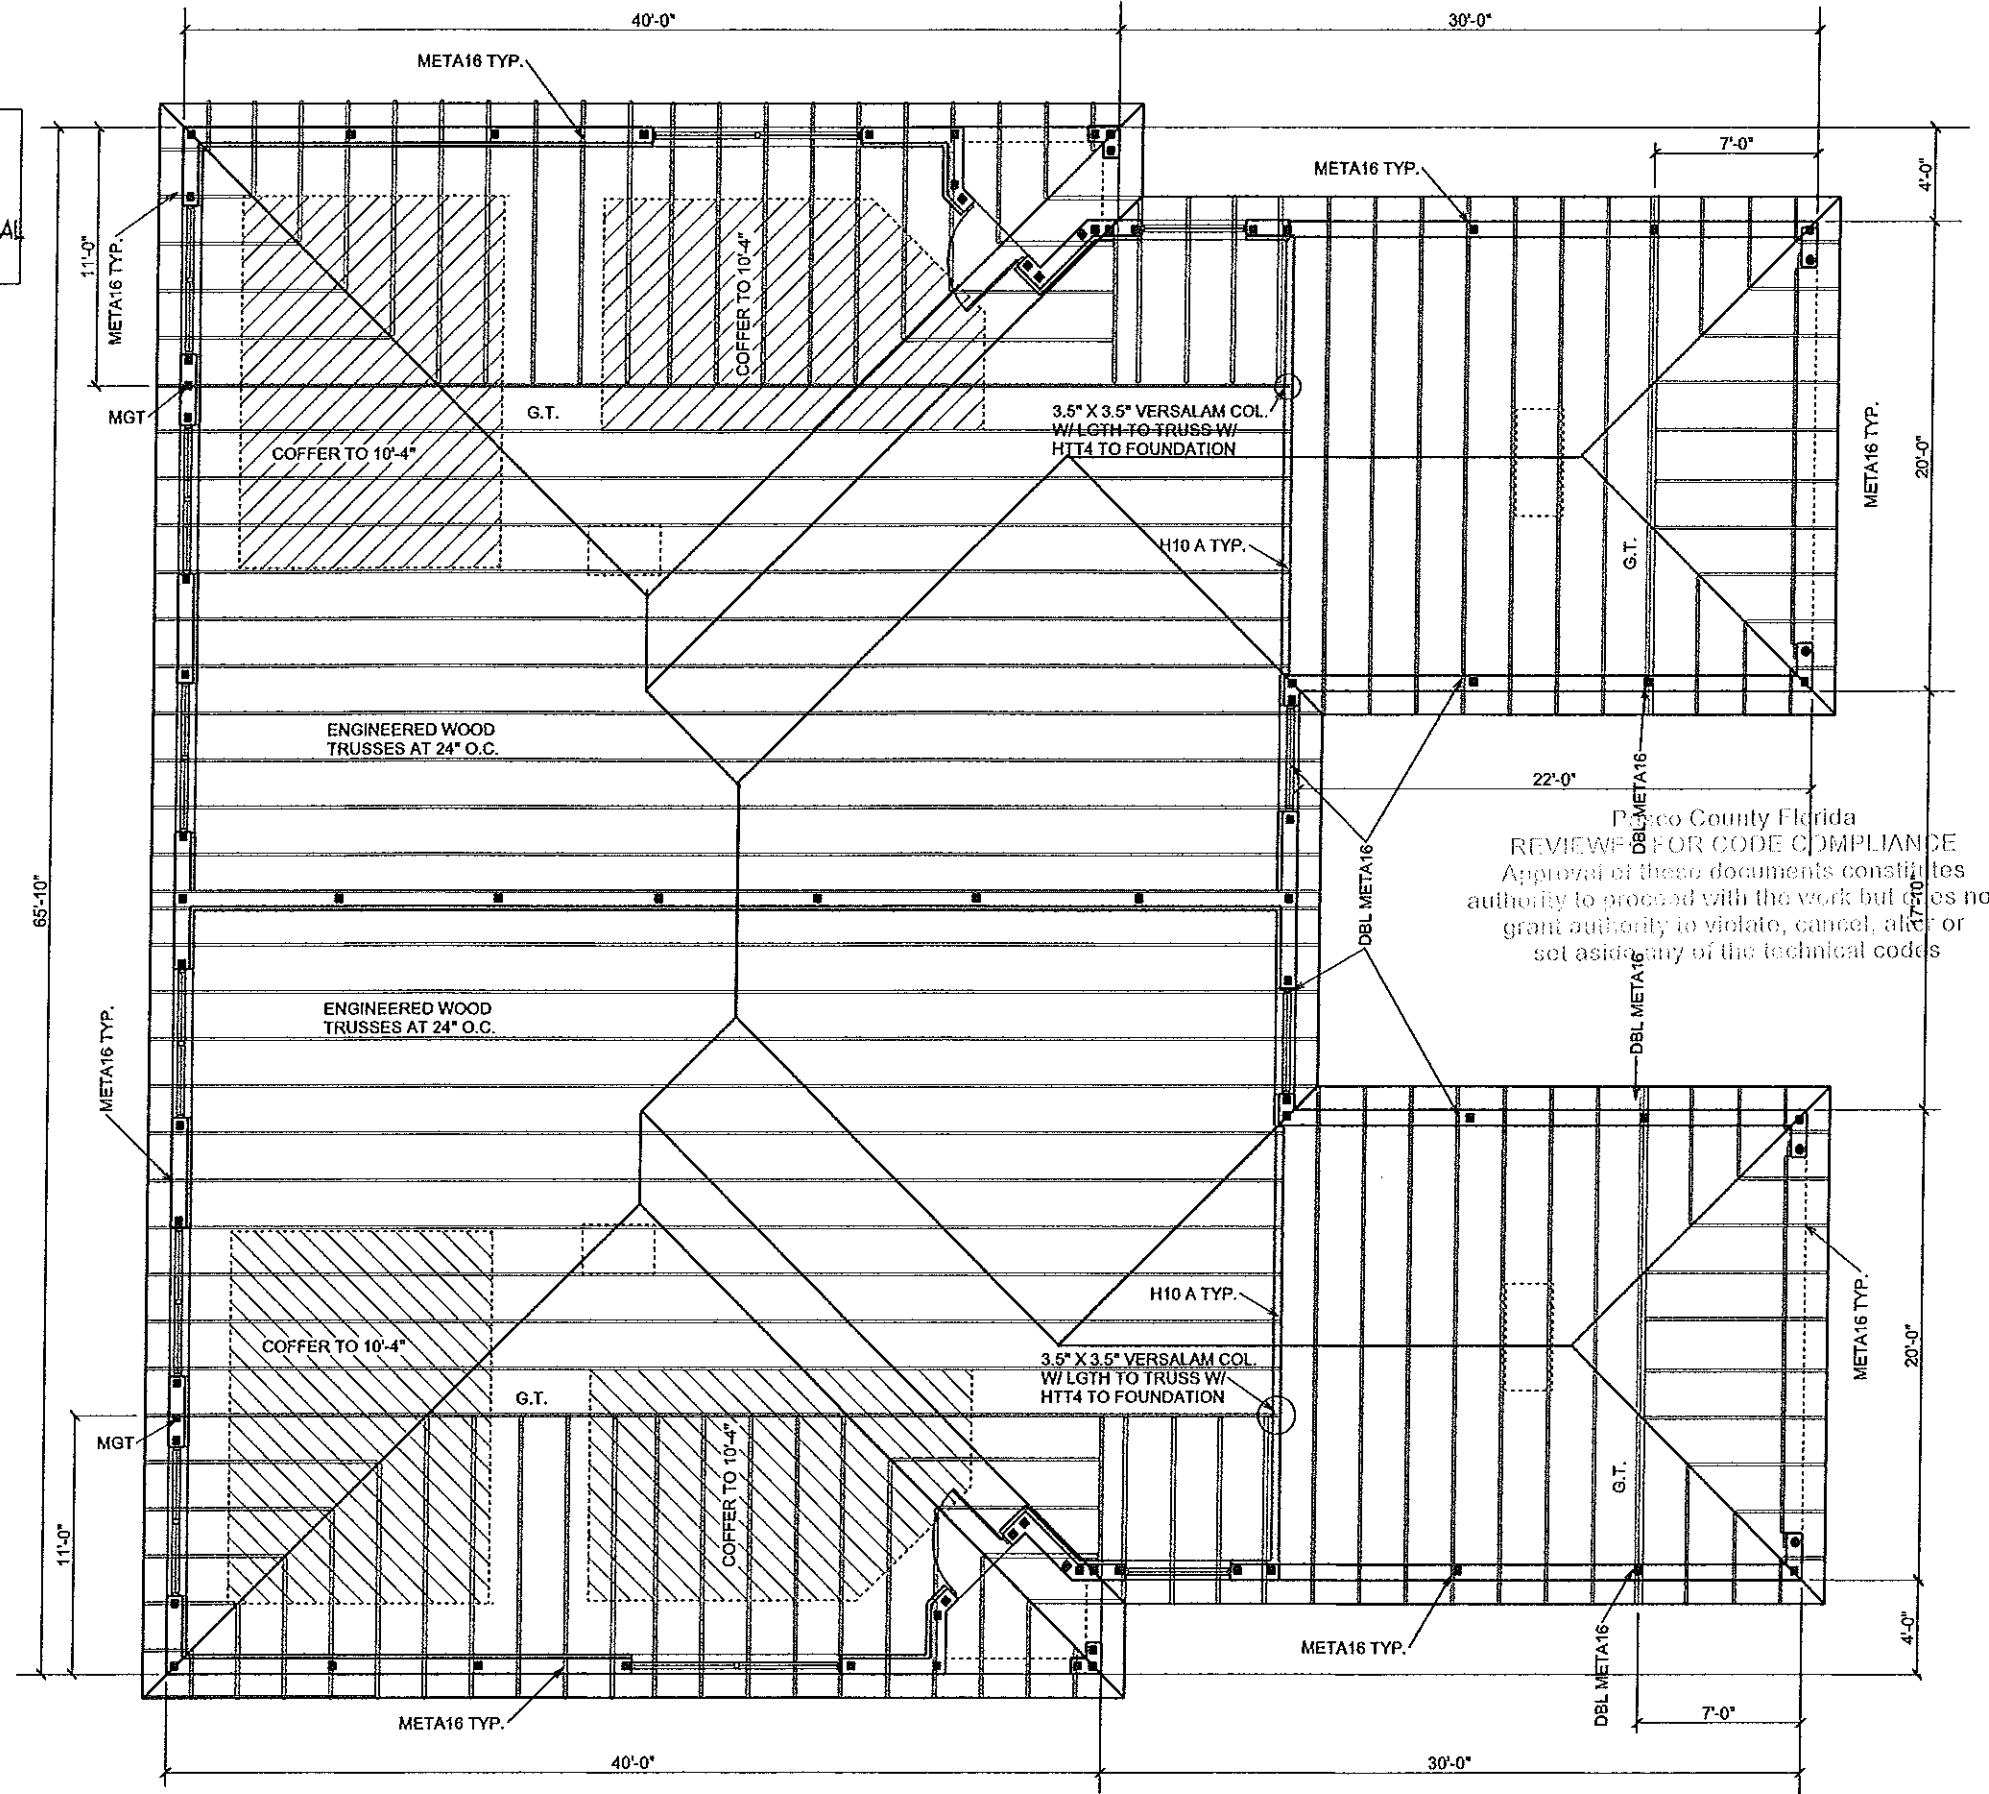 40'-0"
30'-0"
META16 TYP.
7'-0"
4'-0"
META16 TYP.
AL
11'-0"
META16 TYP.
COFFER TO 10'-4"
MGT
G.T.
3.5" X 3.5" VERSALAM COL.
W/ LGTH TO TRUSS W/
HTT4 TO FOUNDATION
COFFER TO 10'-4"
META16 TYP.
20'-0"
H10 A TYP.
G.T.
ENGINEERED WOOD
TRUSSES AT 24" O.C.
22'-0"
DBL META16
Pasco County Florida
REVIEWED FOR CODE COMPLIANCE
Approval of these documents constitutes
authority to proceed with the work but does no
grant authority to violate, cancel, alter or
set aside any of the technical codes
65'-10"
DBL META16
17'-10"
ENGINEERED WOOD
TRUSSES AT 24" O.C.
DBL META16
META16 TYP.
H10 A TYP.
META16 TYP.
20'-0"
COFFER TO 10'-4"
3.5" X 3.5" VERSALAM COL.
W/ LGTH TO TRUSS W/
HTT4 TO FOUNDATION
G.T.
MGT
COFFER TO 10'-4"
G.T.
11'-0"
META16 TYP.
DBL META16
4'-0"
META16 TYP.
7'-0"
40'-0"
30'-0"